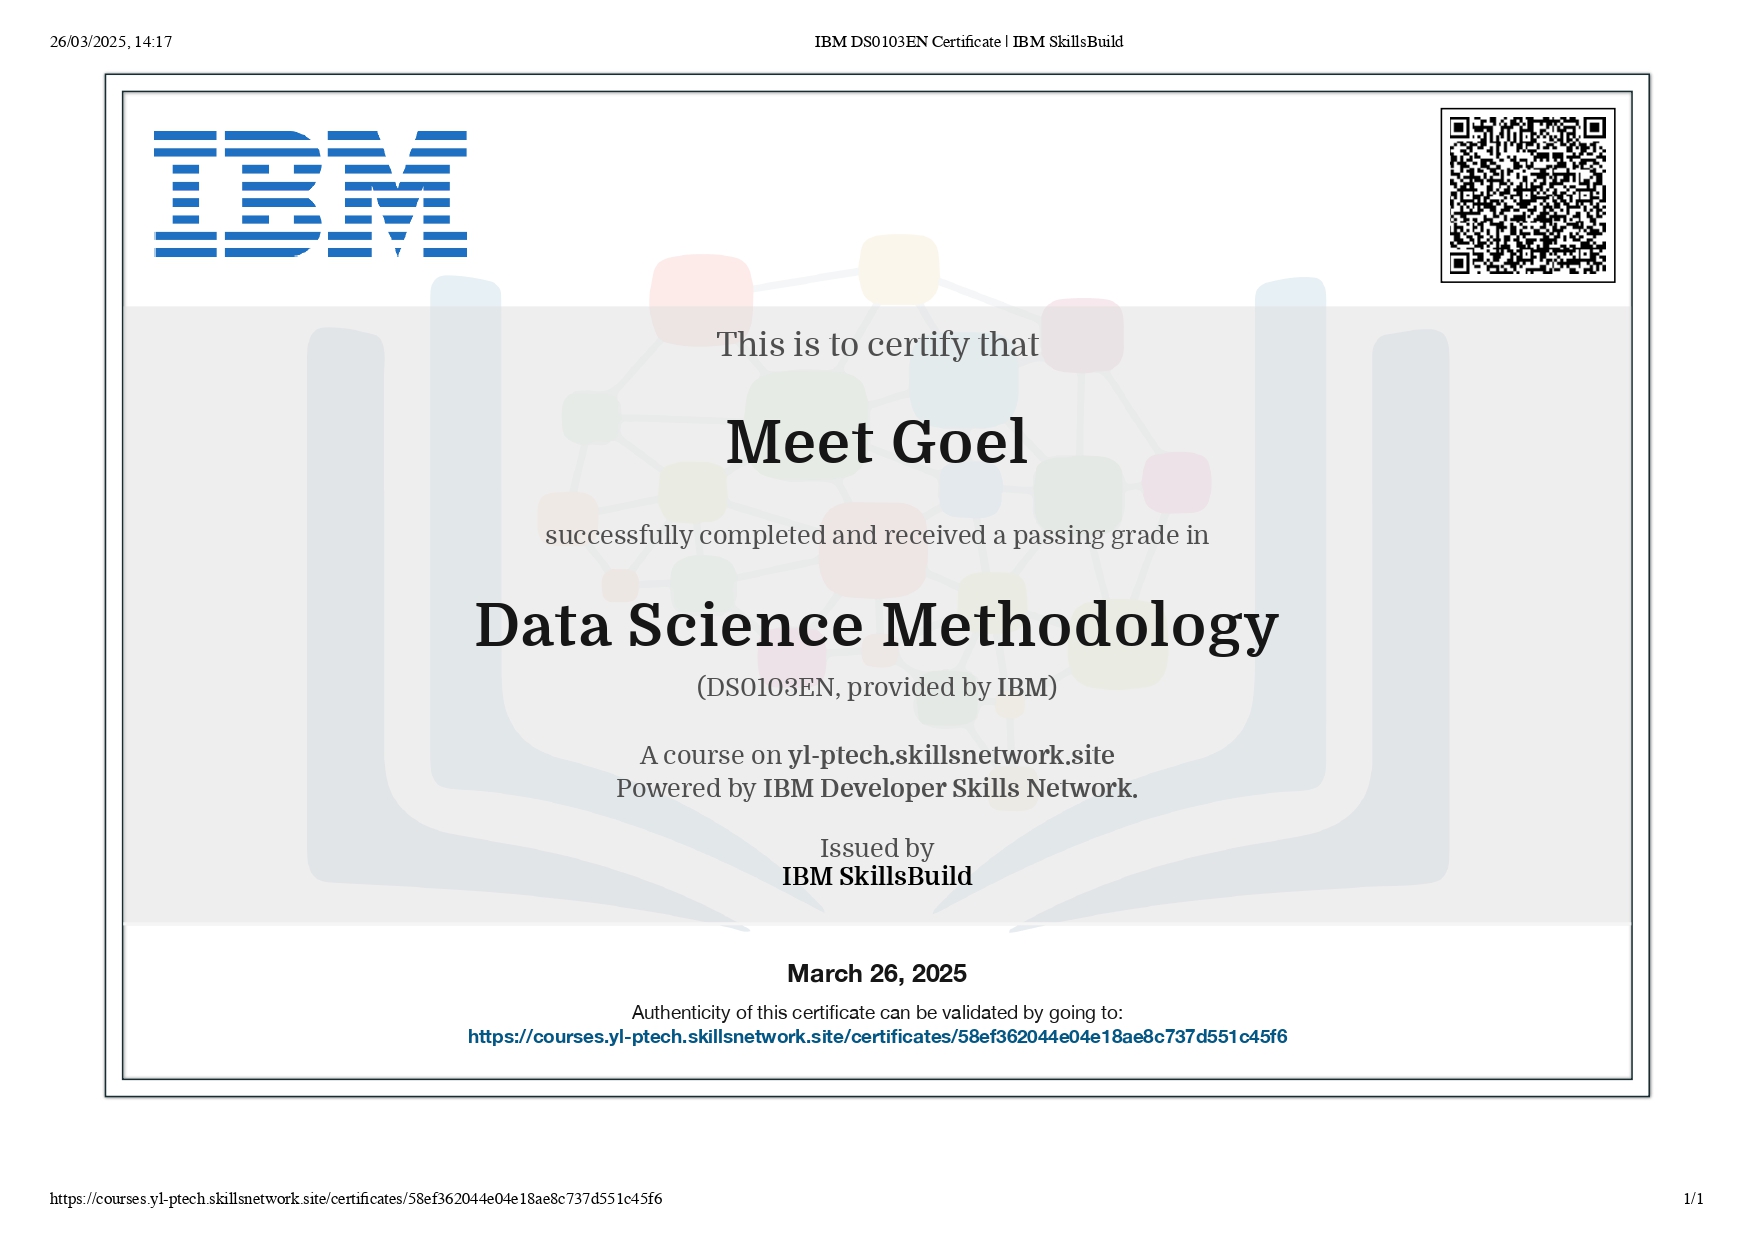 26/03/2025, 14:17
IBM DS0103EN Certificate | IBM SkillsBuild
IBM
This is to certify that
Meet Goel
successfully completed and received a passing grade in
Data Science Methodology
(DS0103EN, provided by IBM)
A course on yl-ptech.skillsnetwork.site
Powered by IBM Developer Skills Network.
Issued by
IBM SkillsBuild
March 26, 2025
Authenticity of this certificate can be validated by going to:
https://courses.yl-ptech.skillsnetwork.site/certificates/58ef362044e04e18ae8c737d551c45f6
https://courses.yl-ptech.skillsnetwork.site/certificates/58ef362044e04e18ae8c737d551c45f6
1/1